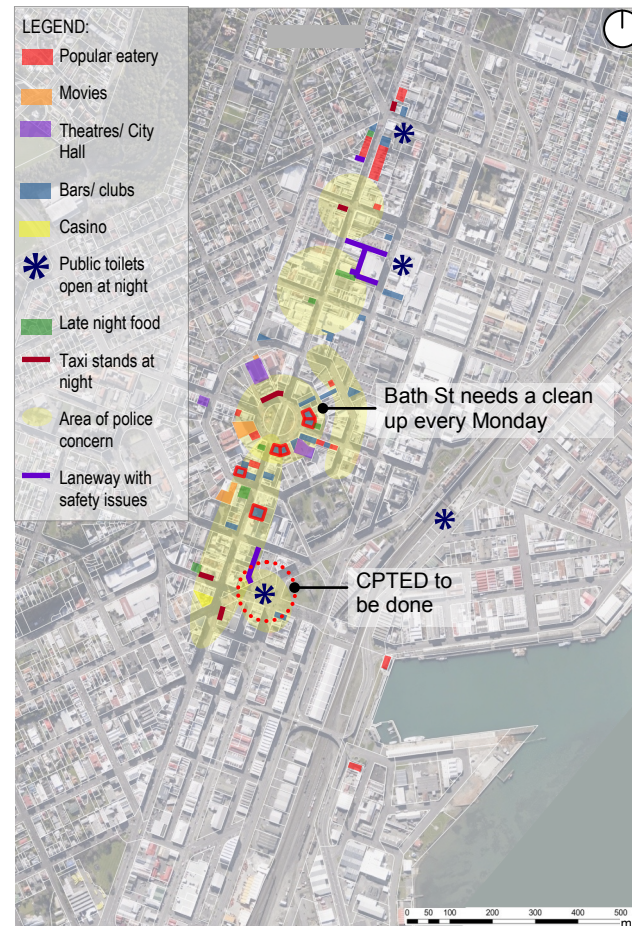 LEGEND:
Popular eatery
Movies
Theatres/ City
Hall
Bars/ clubs
Casino
Public toilets
open at night
Late night food
Taxi stands at
night
Area of police
concern
Laneway with
safety issues
Bath St needs a clean
up every Monday
CPTED to
be done
0 50 100 200 300 400 500
m